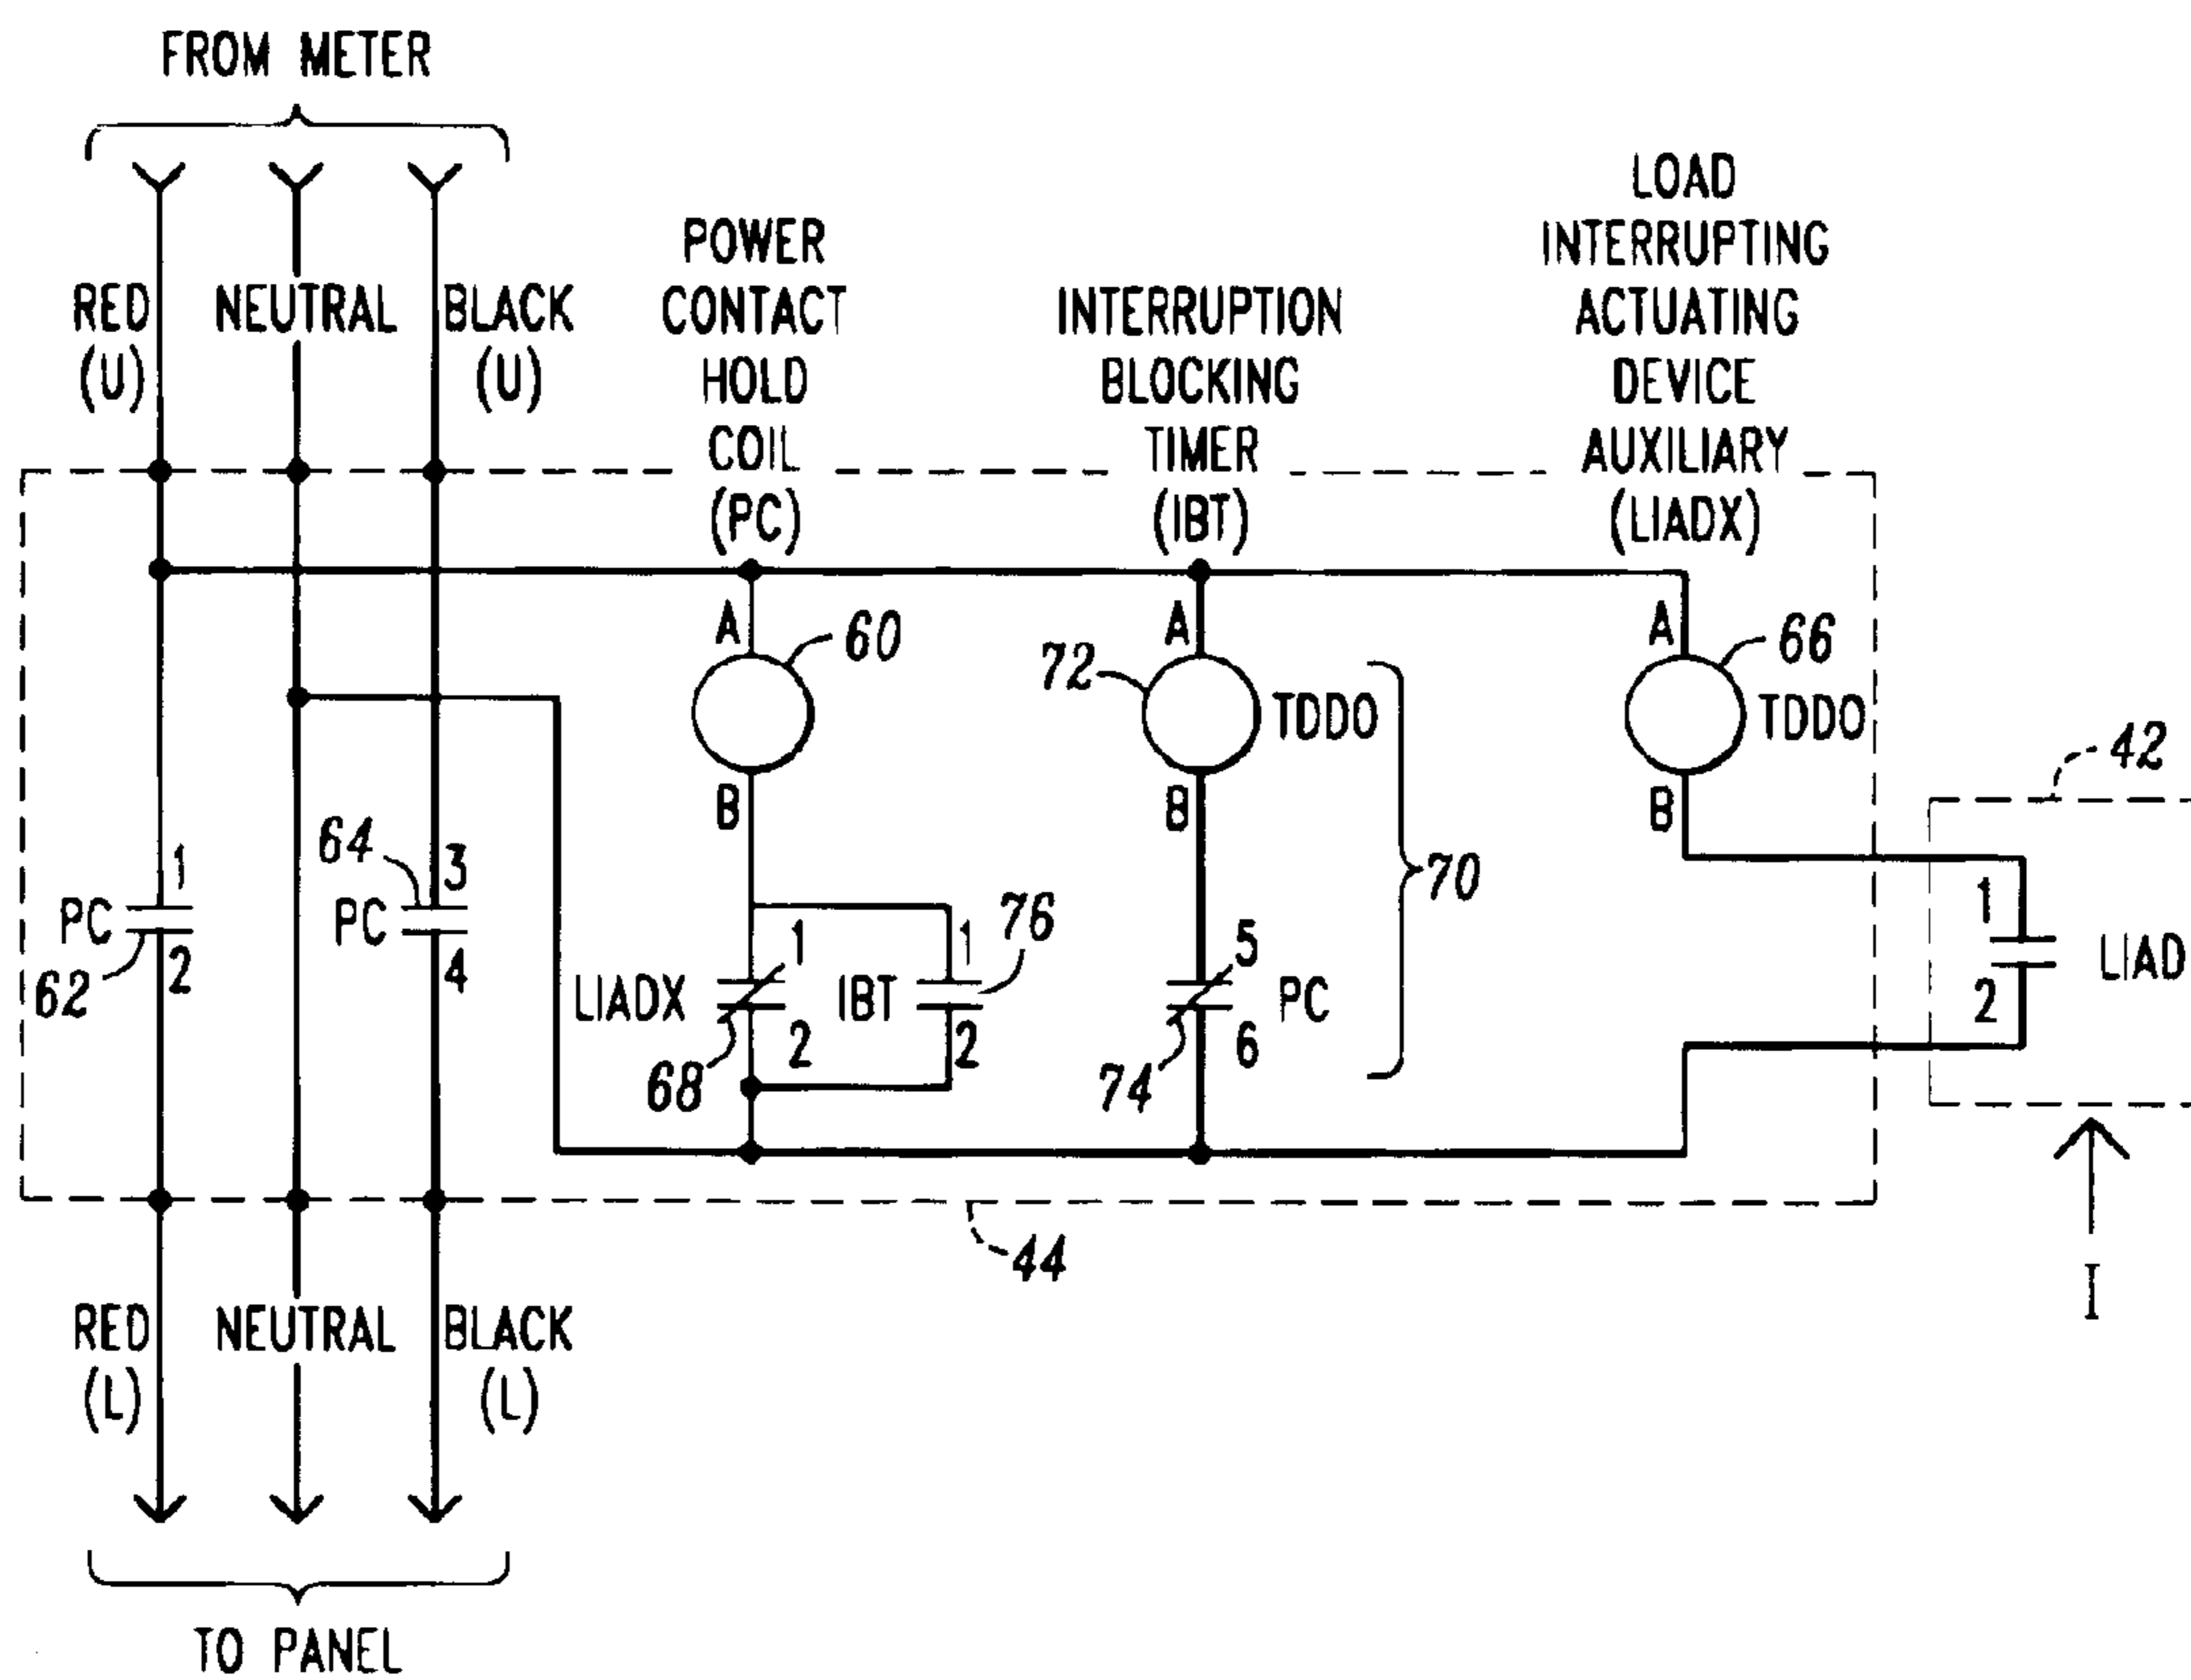 FROM METER
RED
(U)
NEUTRAL
BLACK
(U)
POWER
CONTACT
HOLD
COIL
(PC)
INTERRUPTION
BLOCKING
TIMER
(IBT)
LOAD
INTERRUPTING
ACTUATING
DEVICE
AUXILIARY
(LIADX)
A
60
B
A
72
TDDO
B
A
66
TDDO
B
42
70
1
PC
62
2
64
3
PC
4
LIADX
1
2
68
IBT
1
2
76
5
PC
6
74
1
LIAD
2
44
I
RED
(L)
NEUTRAL
BLACK
(L)
TO PANEL